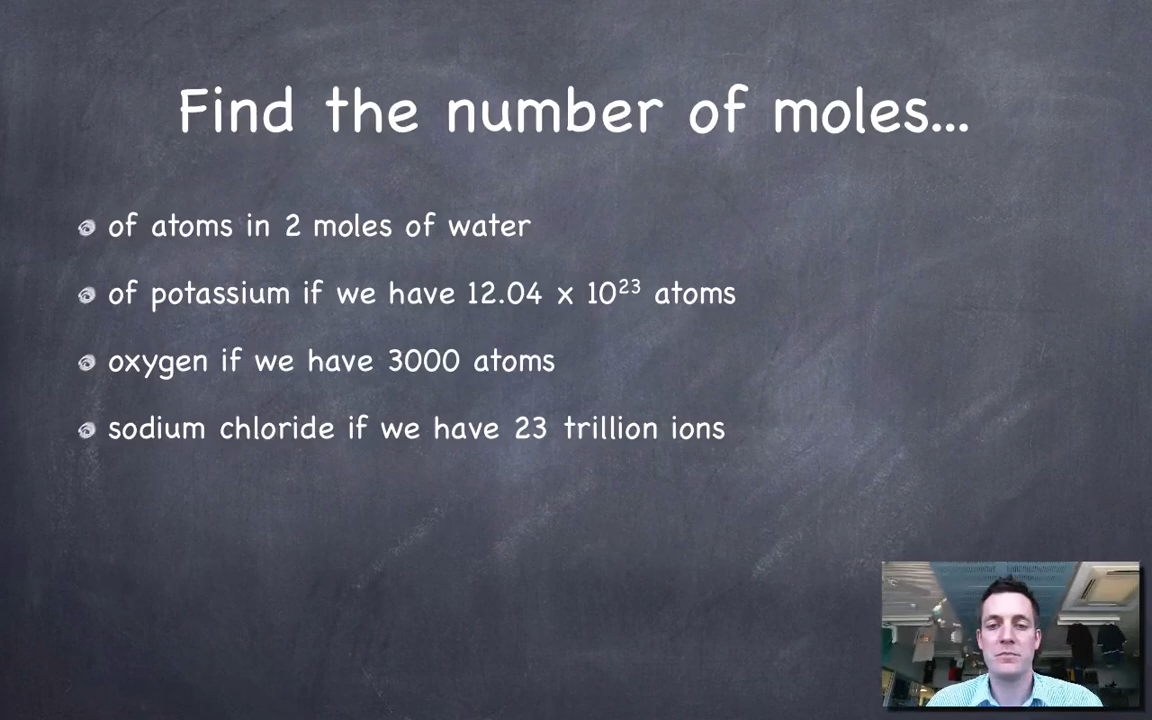 Find the number of moles...
of atoms in 2 moles of water
of potassium if we have 12.04 x 10²³ atoms
oxygen if we have 3000 atoms
sodium chloride if we have 23 trillion ions